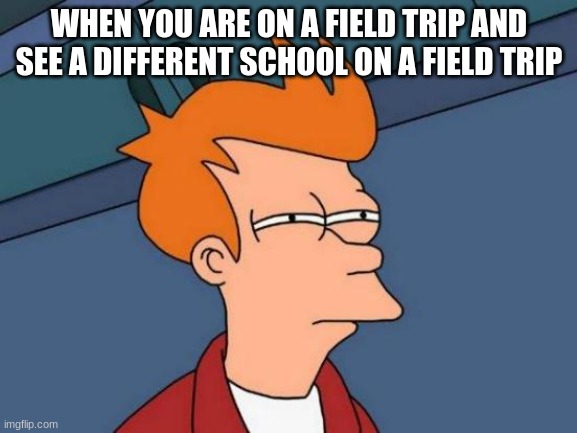 WHEN YOU ARE ON A FIELD TRIP AND
SEE A DIFFERENT SCHOOL ON A FIELD TRIP
imgflip.com